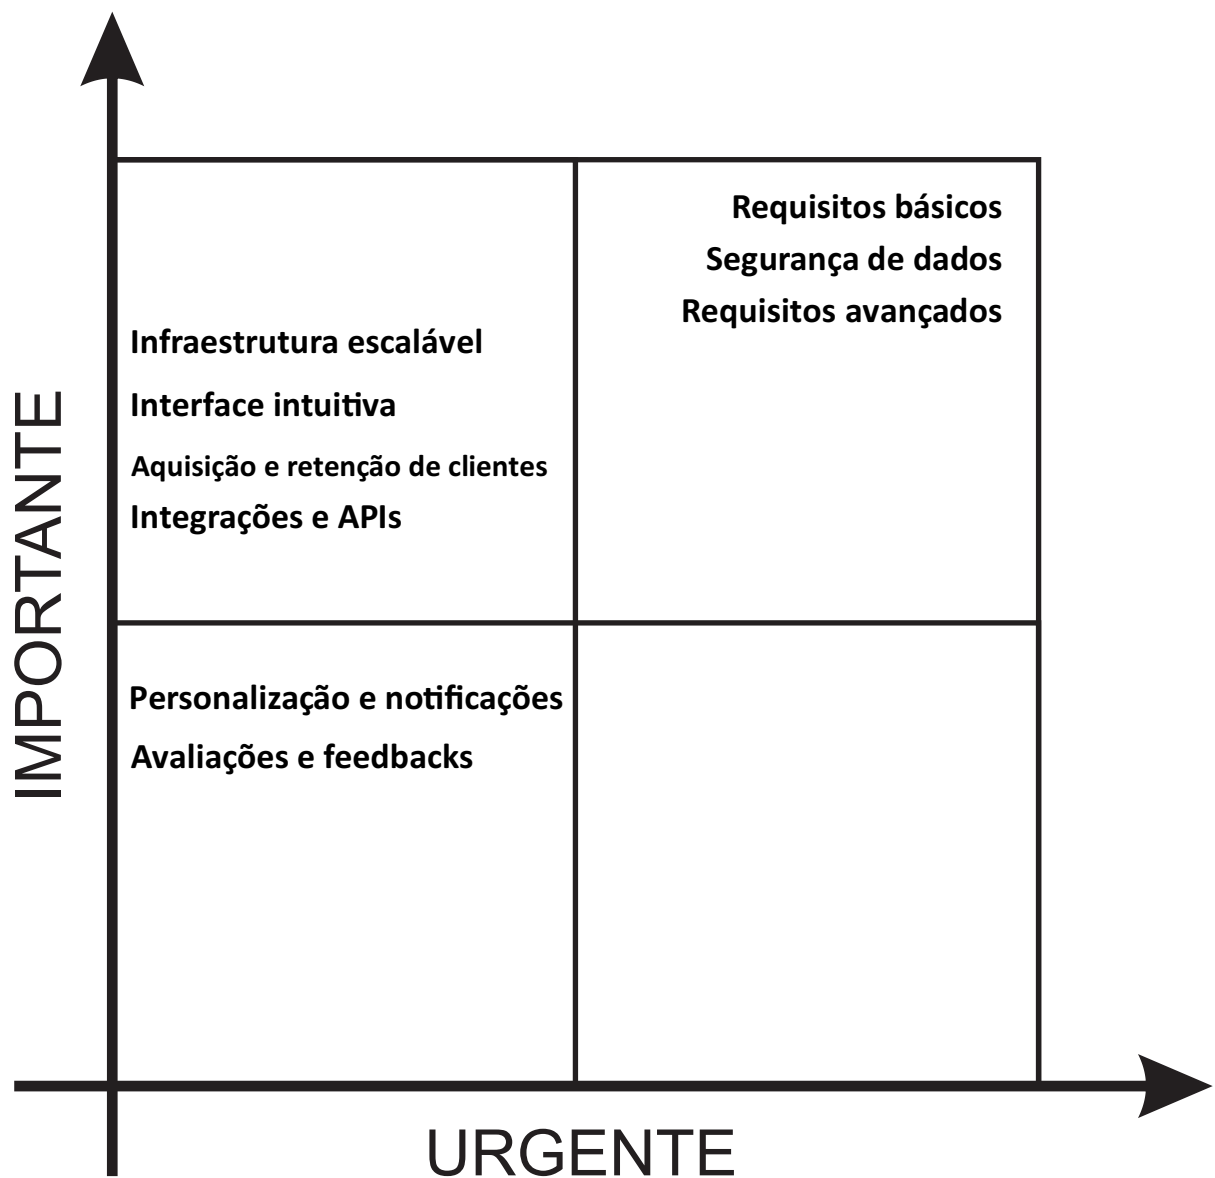 Requisitos básicos
Segurança de dados
Requisitos avançados
Infraestrutura escalável
Interface intuitiva
Aquisição e retenção de clientes
Integrações e APIs
IMPORTANTE
Personalização e notificações
Avaliações e feedbacks
URGENTE